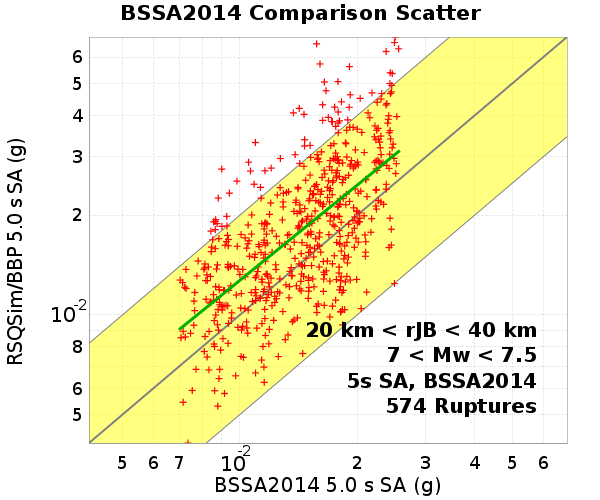 BSSA2014 Comparison Scatter
RSQSim/BBP 5.0 s SA (g)
6
5
4
3
2
10-2
8
6
5
20 km < rJB < 40 km
7 < Mw < 7.5
5s SA, BSSA2014
574 Ruptures
5 6 7 10-2 2 3 4 5 6
BSSA2014 5.0 s SA (g)